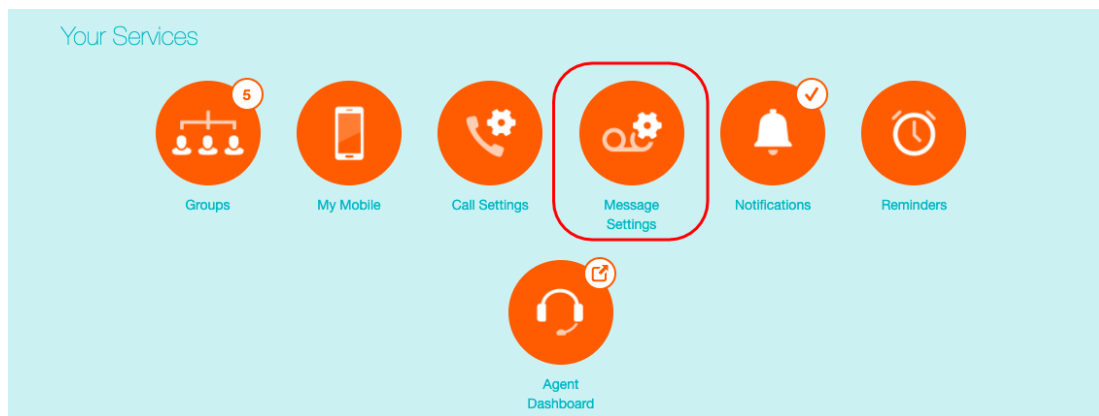 Your Services
5
Groups
My Mobile
Call Settings
Message
Settings
Notifications
Reminders
Agent
Dashboard